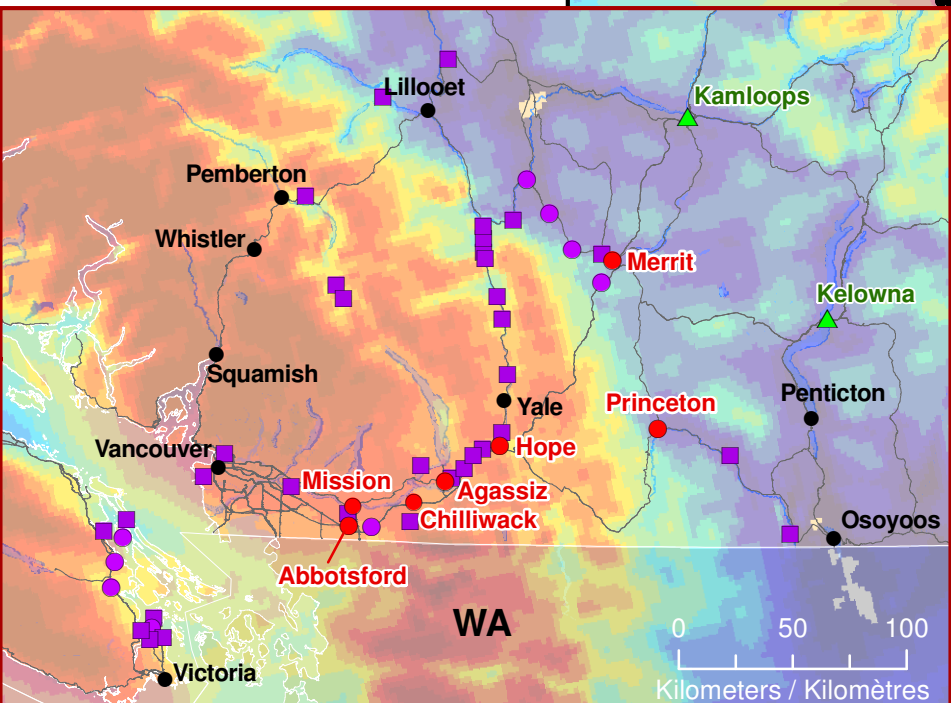 Lillooet
Kamloops
Pemberton
Whistler
Merrit
Kelowna
Squamish
Penticton
Yale
Princeton
Vancouver
Hope
Mission
Agassiz
Chilliwack
Osoyoos
Abbotsford
WA
0 50 100
Victoria
Kilometers / Kilomètres